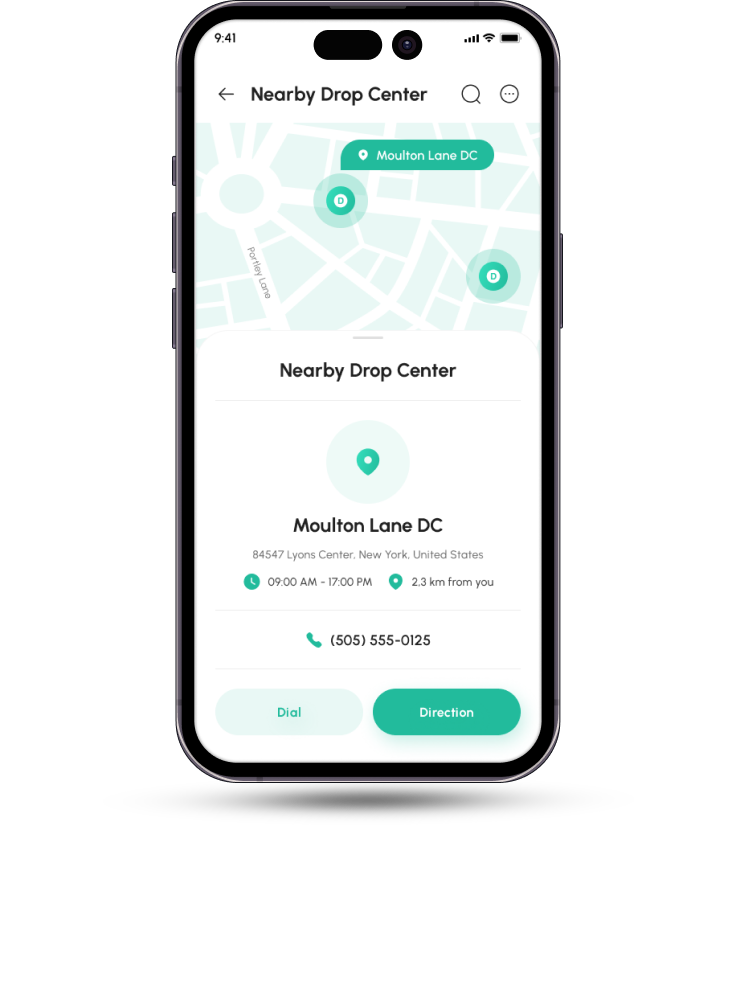 9:41
Nearby Drop Center
Moulton Lane DC
D
D
Portley Lane
Nearby Drop Center
Moulton Lane DC
84547 Lyons Center, New York, United States
09:00 AM - 17:00 PM 2,3 km from you
(505) 555-0125
Dial Direction